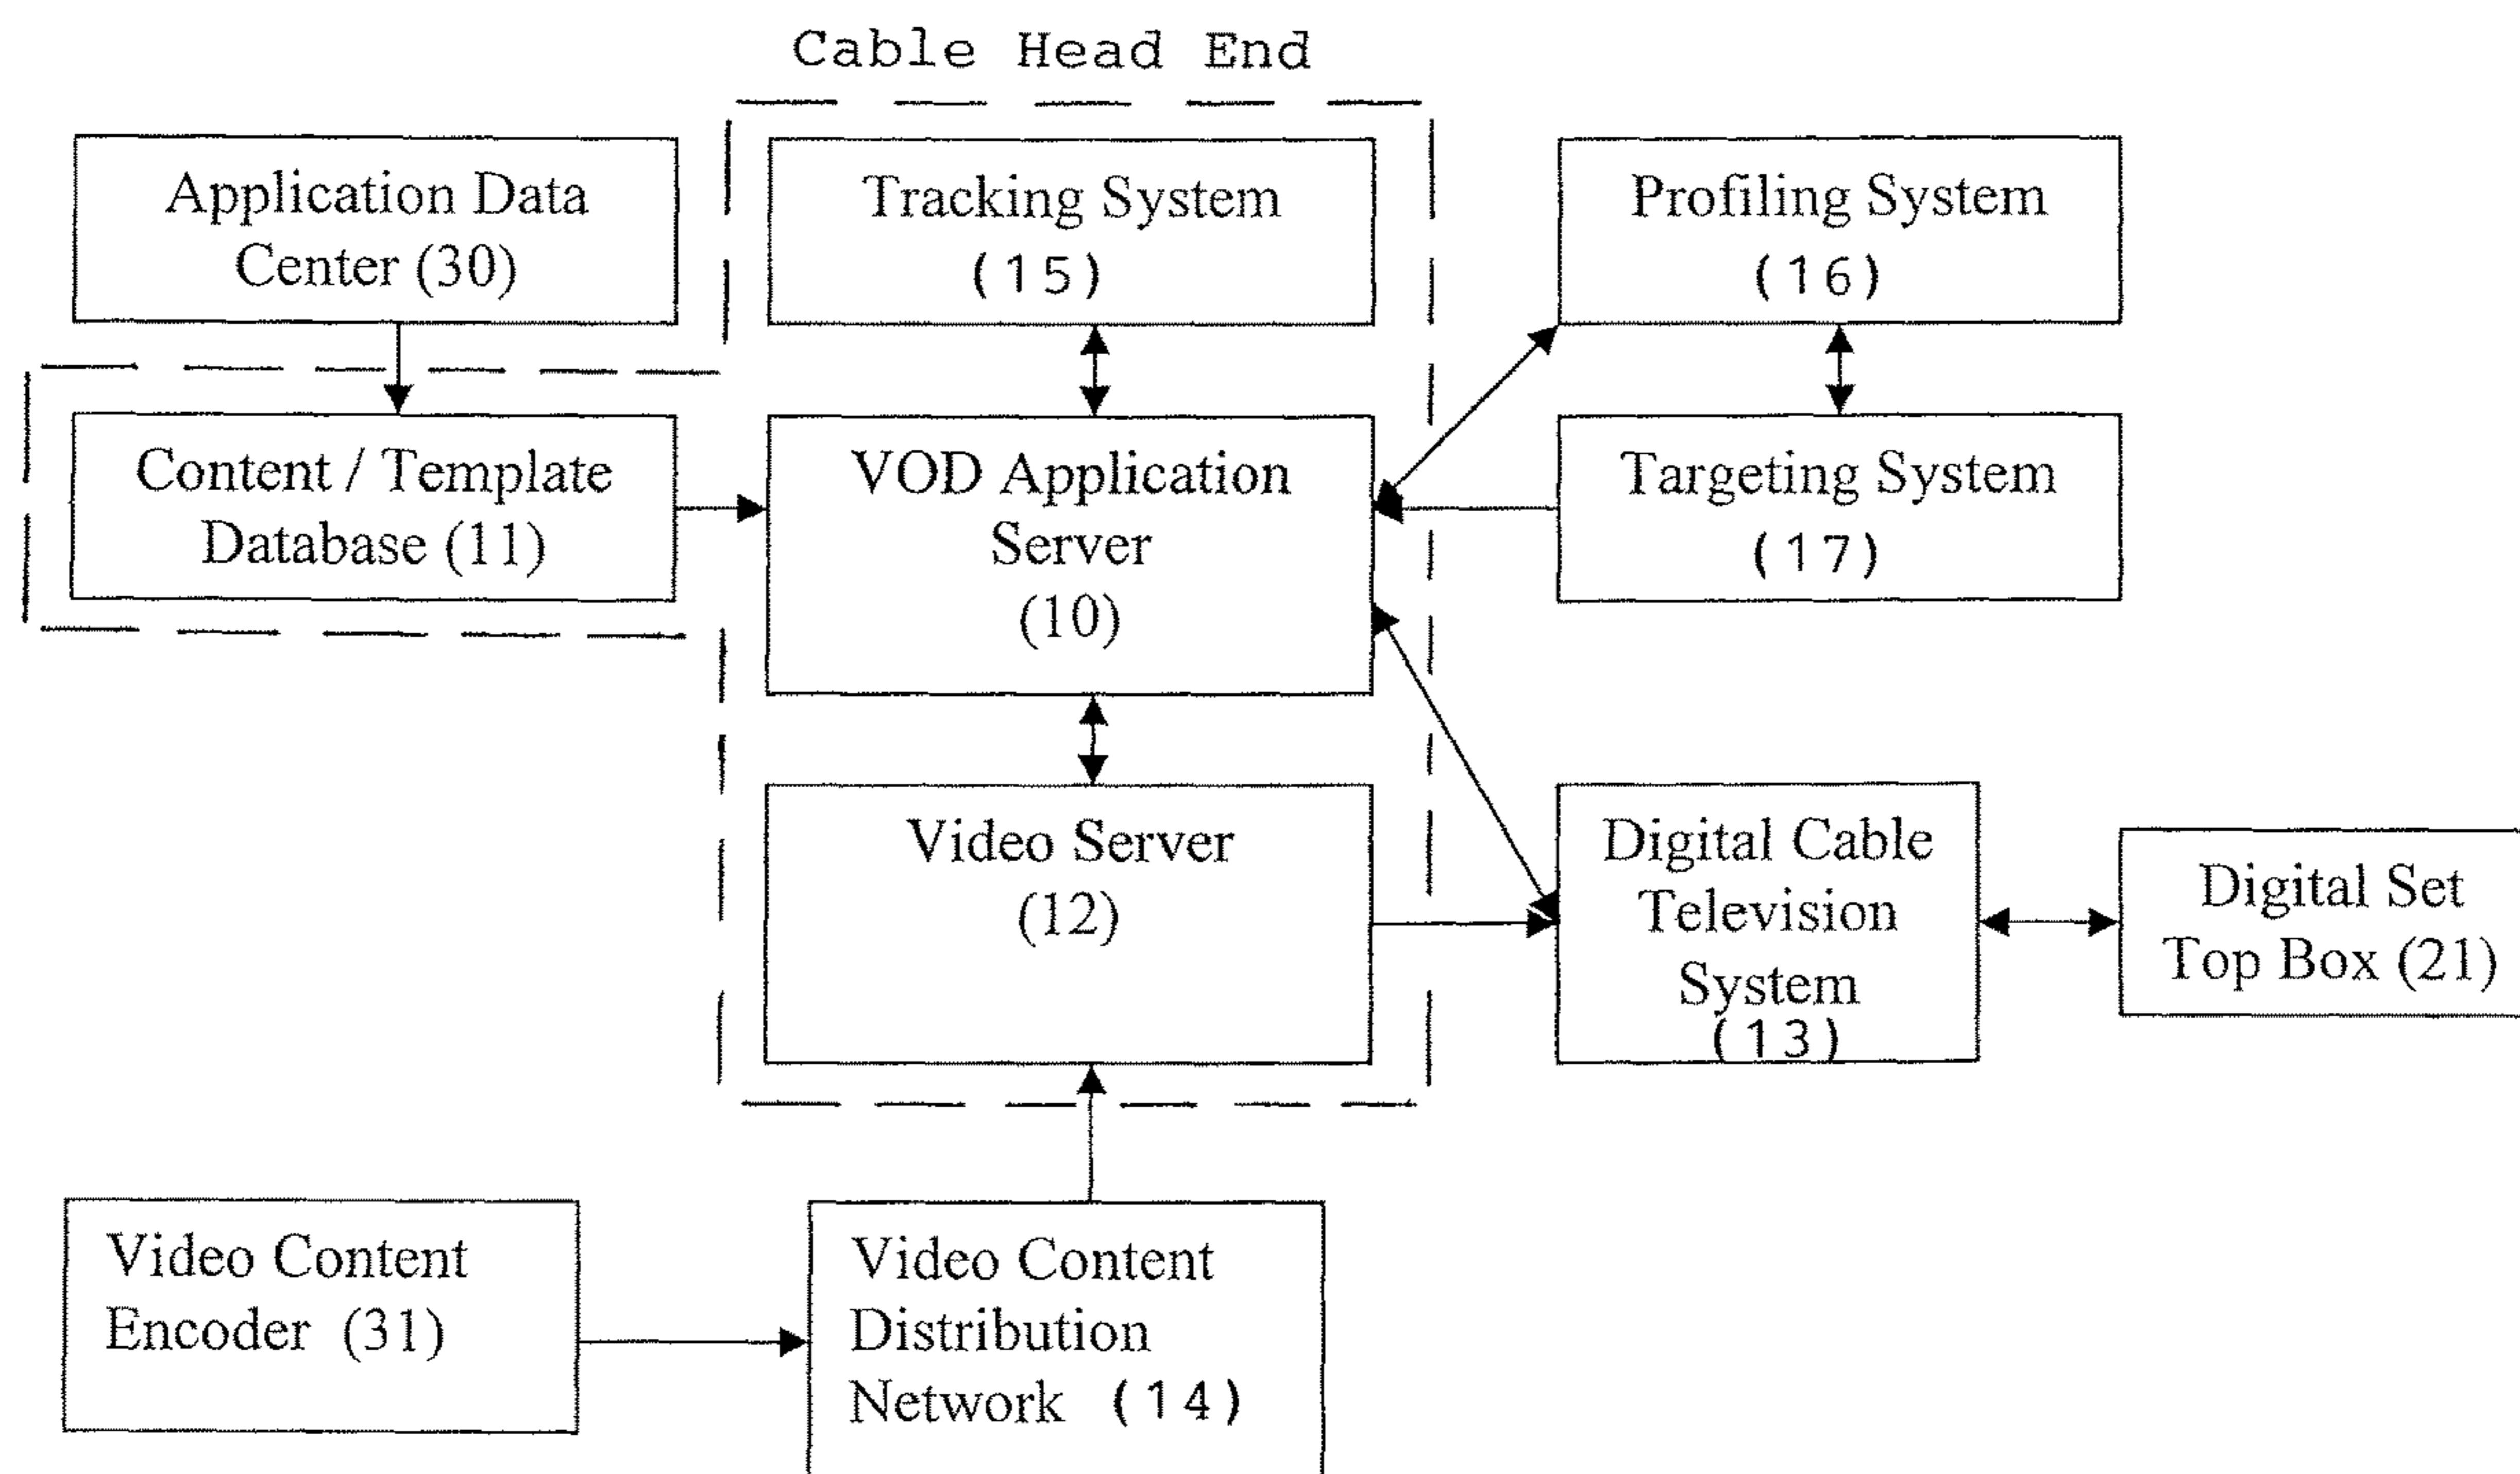 Cable Head End
Application Data
Center (30)
Tracking System
(15)
Profiling System
(16)
Content / Template
Database (11)
VOD Application
Server
(10)
Targeting System
(17)
Video Server
(12)
Digital Cable
Television
System
(13)
Digital Set
Top Box (21)
Video Content
Encoder (31)
Video Content
Distribution
Network (14)